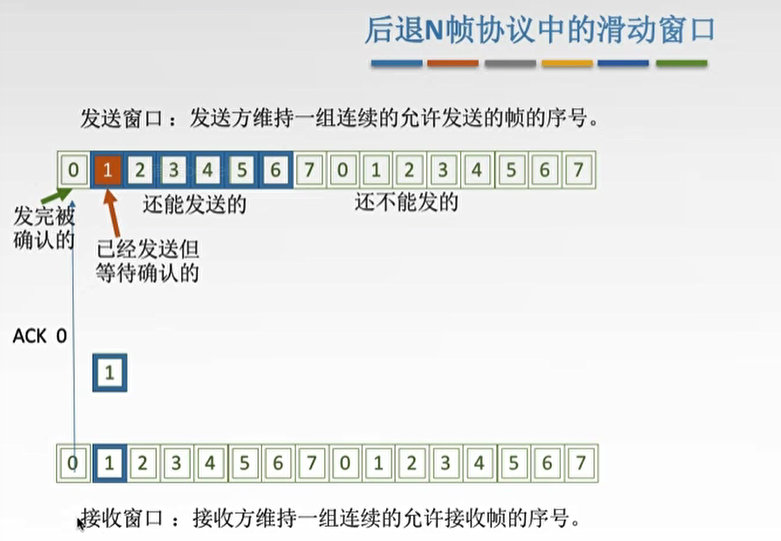 后退N帧协议中的滑动窗口
发送窗口：发送方维持一组连续的允许发送的帧的序号。
0 1 2 3 4 5 6 7 0 1 2 3 4 5 6 7
还能发送的 还不能发的
发完被
确认的
已经发送但
等待确认的
ACK 0
1
0 1 2 3 4 5 6 7 0 1 2 3 4 5 6 7
接收窗口：接收方维持一组连续的允许接收帧的序号。